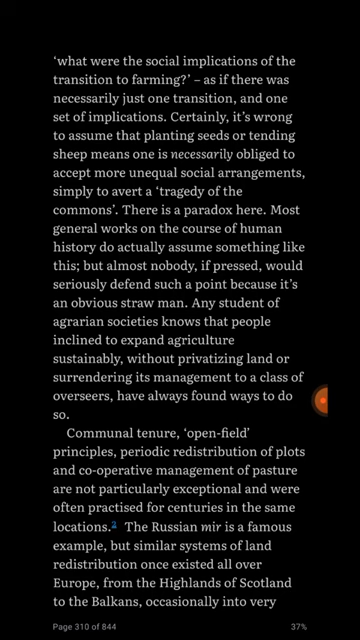 ‘what were the social implications of the
transition to farming?’ – as if there was
necessarily just one transition, and one
set of implications. Certainly, it’s wrong
to assume that planting seeds or tending
sheep means one is necessarily obliged to
accept more unequal social arrangements,
simply to avert a ‘tragedy of the
commons’. There is a paradox here. Most
general works on the course of human
history do actually assume something like
this; but almost nobody, if pressed, would
seriously defend such a point because it’s
an obvious straw man. Any student of
agrarian societies knows that people
inclined to expand agriculture
sustainably, without privatizing land or
surrendering its management to a class of
overseers, have always found ways to do
so.
Communal tenure, ‘open-field’
principles, periodic redistribution of plots
and co-operative management of pasture
are not particularly exceptional and were
often practised for centuries in the same
locations.2 The Russian mir is a famous
example, but similar systems of land
redistribution once existed all over
Europe, from the Highlands of Scotland
to the Balkans, occasionally into very
Page 310 of 844 37%